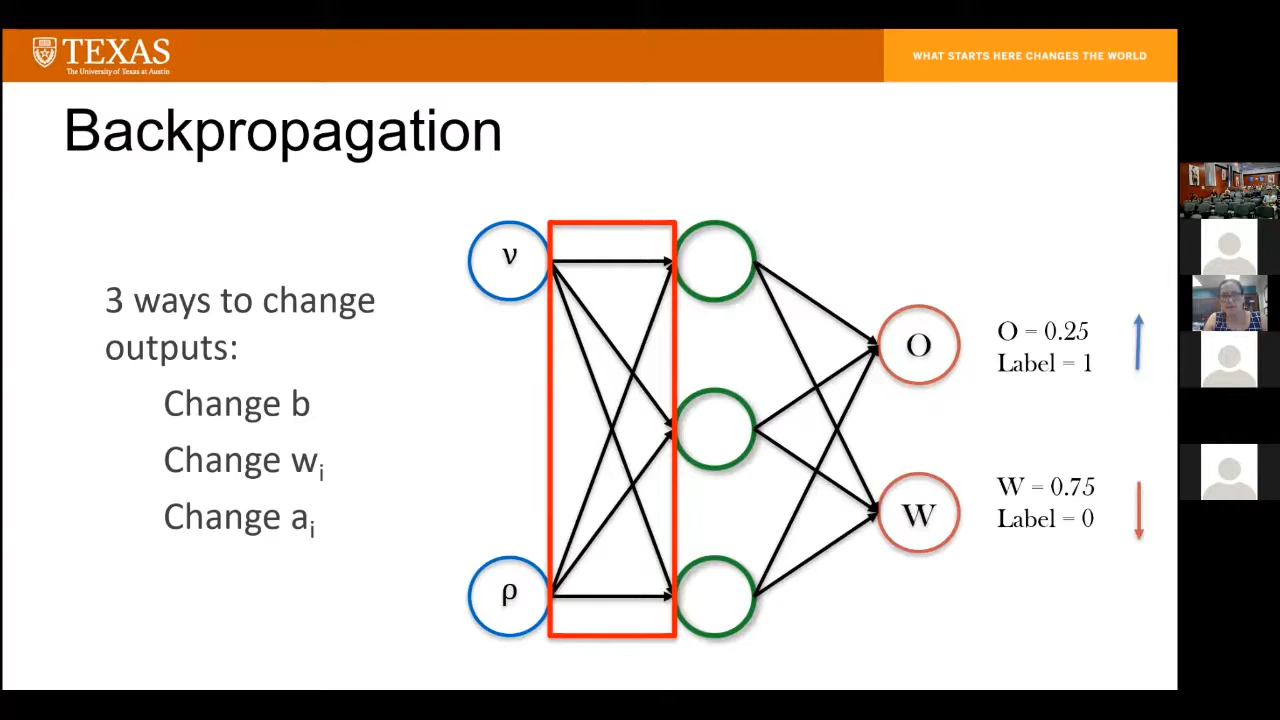 TEXAS
The University of Texas at Austin
WHAT STARTS HERE CHANGES THE WORLD
Backpropagation
3 ways to change
outputs:
Change b
Change wi
Change ai
ν
ρ
O
W
O = 0.25
Label = 1
W = 0.75
Label = 0